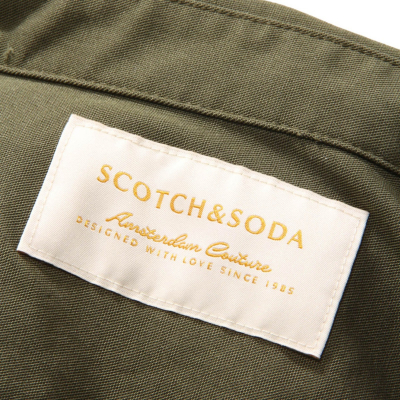 SCOTCH&SODA
Amsterdam Couture
DESIGNED WITH LOVE SINCE 1985